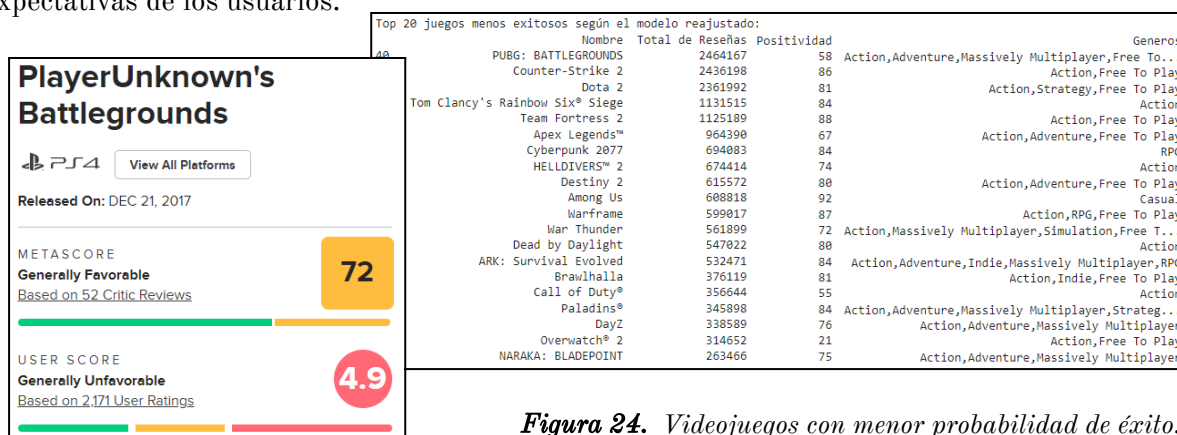 expectativas de los usuarios.
PlayerUnknown's
Battlegrounds
PS4 View All Platforms
Released On: DEC 21, 2017
METASCORE
Generally Favorable
Based on 52 Critic Reviews
72
USER SCORE
Generally Unfavorable
Based on 2,171 User Ratings
4.9
Top 20 juegos menos exitosos según el modelo reajustado:
Nombre Total de Reseñas Positividad Generos
40 PUBG: BATTLEGROUNDS 2464167 58 Action,Adventure,Massively Multiplayer,Free To...
Counter-Strike 2 2436198 86 Action,Free To Play
Dota 2 2361992 81 Action,Strategy,Free To Play
Tom Clancy's Rainbow Six® Siege 1131515 84 Action
Team Fortress 2 1125189 88 Action,Free To Play
Apex Legends™ 964390 67 Action,Adventure,Free To Play
Cyberpunk 2077 694083 84 RPG
HELLDIVERS™ 2 674414 74 Action
Destiny 2 615572 80 Action,Adventure,Free To Play
Among Us 608818 92 Casual
Warframe 599017 87 Action,RPG,Free To Play
War Thunder 561899 72 Action,Massively Multiplayer,Simulation,Free T...
Dead by Daylight 547022 80 Action
ARK: Survival Evolved 532471 84 Action,Adventure,Indie,Massively Multiplayer,RPG
Brawlhalla 376119 81 Action,Indie,Free To Play
Call of Duty® 356644 55 Action
Paladins® 345898 84 Action,Adventure,Massively Multiplayer,Strateg...
DayZ 338589 76 Action,Adventure,Massively Multiplayer
Overwatch® 2 314652 21 Action,Free To Play
NARAKA: BLADEPOINT 263466 75 Action,Adventure,Massively Multiplayer
Figura 24. Videojuegos con menor probabilidad de éxito.